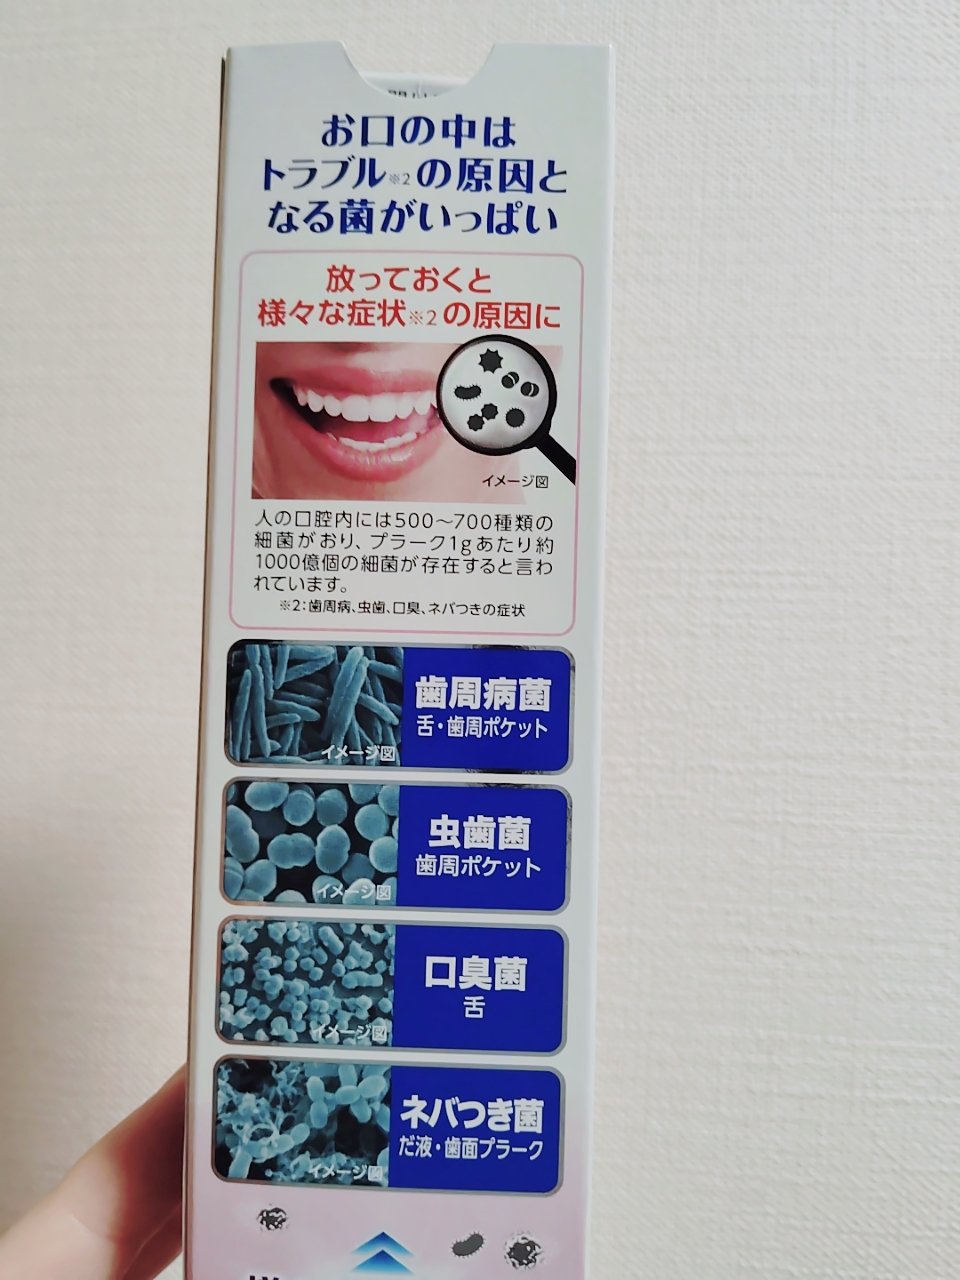 お口の中は
トラブル※2の原因と
なる菌がいっぱい
放っておくと
様々な症状※2の原因に
イメージ図
人の口腔内には500～700種類の
細菌がおり、プラーク1gあたり約
1000億個の細菌が存在すると言わ
れています。
※2:歯周病、虫歯、口臭、ネバつきの症状
歯周病菌
舌・歯周ポケット
イメージ図
虫歯菌
歯周ポケット
イメージ図
口臭菌
舌
イメージ図
ネバつき菌
だ液・歯面プラーク
イメージ図